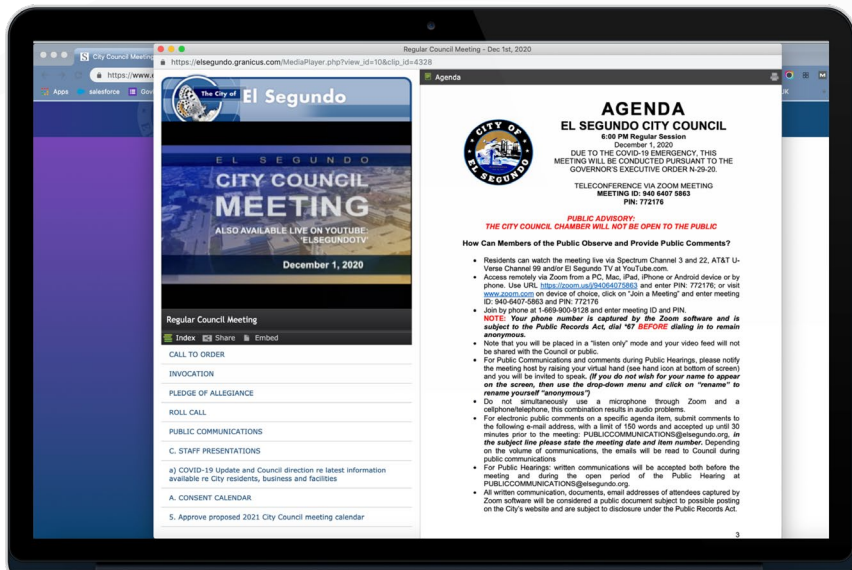 Regular Council Meeting - Dec 1st, 2020
City Council Meeting
https://elsegundo.granicus.com/MediaPlayer.php?view_id=10&clip_id=4328
https://www.
Apps
salesforce
The City of El Segundo
EL SEGUNDO
CITY COUNCIL
MEETING
ALSO AVAILABLE LIVE ON YOUTUBE:
'ELSEGUNDOTV'
December 1, 2020
Regular Council Meeting
Index Share Embed
CALL TO ORDER
INVOCATION
PLEDGE OF ALLEGIANCE
ROLL CALL
PUBLIC COMMUNICATIONS
C. STAFF PRESENTATIONS
a) COVID-19 Update and Council direction re latest information
available re City residents, business and facilities
A. CONSENT CALENDAR
5. Approve proposed 2021 City Council meeting calendar
Agenda
CITY OF
EL SEGUNDO
AGENDA
EL SEGUNDO CITY COUNCIL
6:00 PM Regular Session
December 1, 2020
DUE TO THE COVID-19 EMERGENCY, THIS
MEETING WILL BE CONDUCTED PURSUANT TO THE
GOVERNOR'S EXECUTIVE ORDER N-29-20.
TELECONFERENCE VIA ZOOM MEETING
MEETING ID: 940 6407 5863
PIN: 772176
PUBLIC ADVISORY:
THE CITY COUNCIL CHAMBER WILL NOT BE OPEN TO THE PUBLIC
How Can Members of the Public Observe and Provide Public Comments?
• Residents can watch the meeting live via Spectrum Channel 3 and 22, AT&T U-
Verse Channel 99 and/or El Segundo TV at YouTube.com.
• Access remotely via Zoom from a PC, Mac, iPad, iPhone or Android device or by
phone. Use URL https://zoom.us/j/94064075863 and enter PIN: 772176; or visit
www.zoom.com on device of choice, click on "Join a Meeting" and enter meeting
ID: 940-6407-5863 and PIN: 772176
• Join by phone at 1-669-900-9128 and enter meeting ID and PIN.
NOTE: Your phone number is captured by the Zoom software and is
subject to the Public Records Act, dial *67 BEFORE dialing in to remain
anonymous.
• Note that you will be placed in a "listen only" mode and your video feed will not
be shared with the Council or public.
• For Public Communications and comments during Public Hearings, please notify
the meeting host by raising your virtual hand (see hand icon at bottom of screen)
and you will be invited to speak. (If you do not wish for your name to appear
on the screen, then use the drop-down menu and click on "rename" to
rename yourself "anonymous")
• Do not simultaneously use a microphone through Zoom and a
cellphone/telephone, this combination results in audio problems.
• For electronic public comments on a specific agenda item, submit comments to
the following e-mail address, with a limit of 150 words and accepted up until 30
minutes prior to the meeting: PUBLICCOMMUNICATIONS@elsegundo.org, in
the subject line please state the meeting date and item number. Depending
on the volume of communications, the emails will be read to Council during
public communications
• For Public Hearings: written communications will be accepted both before the
meeting and during the open period of the Public Hearing at
PUBLICCOMMUNICATIONS@elsegundo.org.
• All written communication, documents, email addresses of attendees captured by
Zoom software will be considered a public document subject to possible posting
on the City's website and are subject to disclosure under the Public Records Act.
3